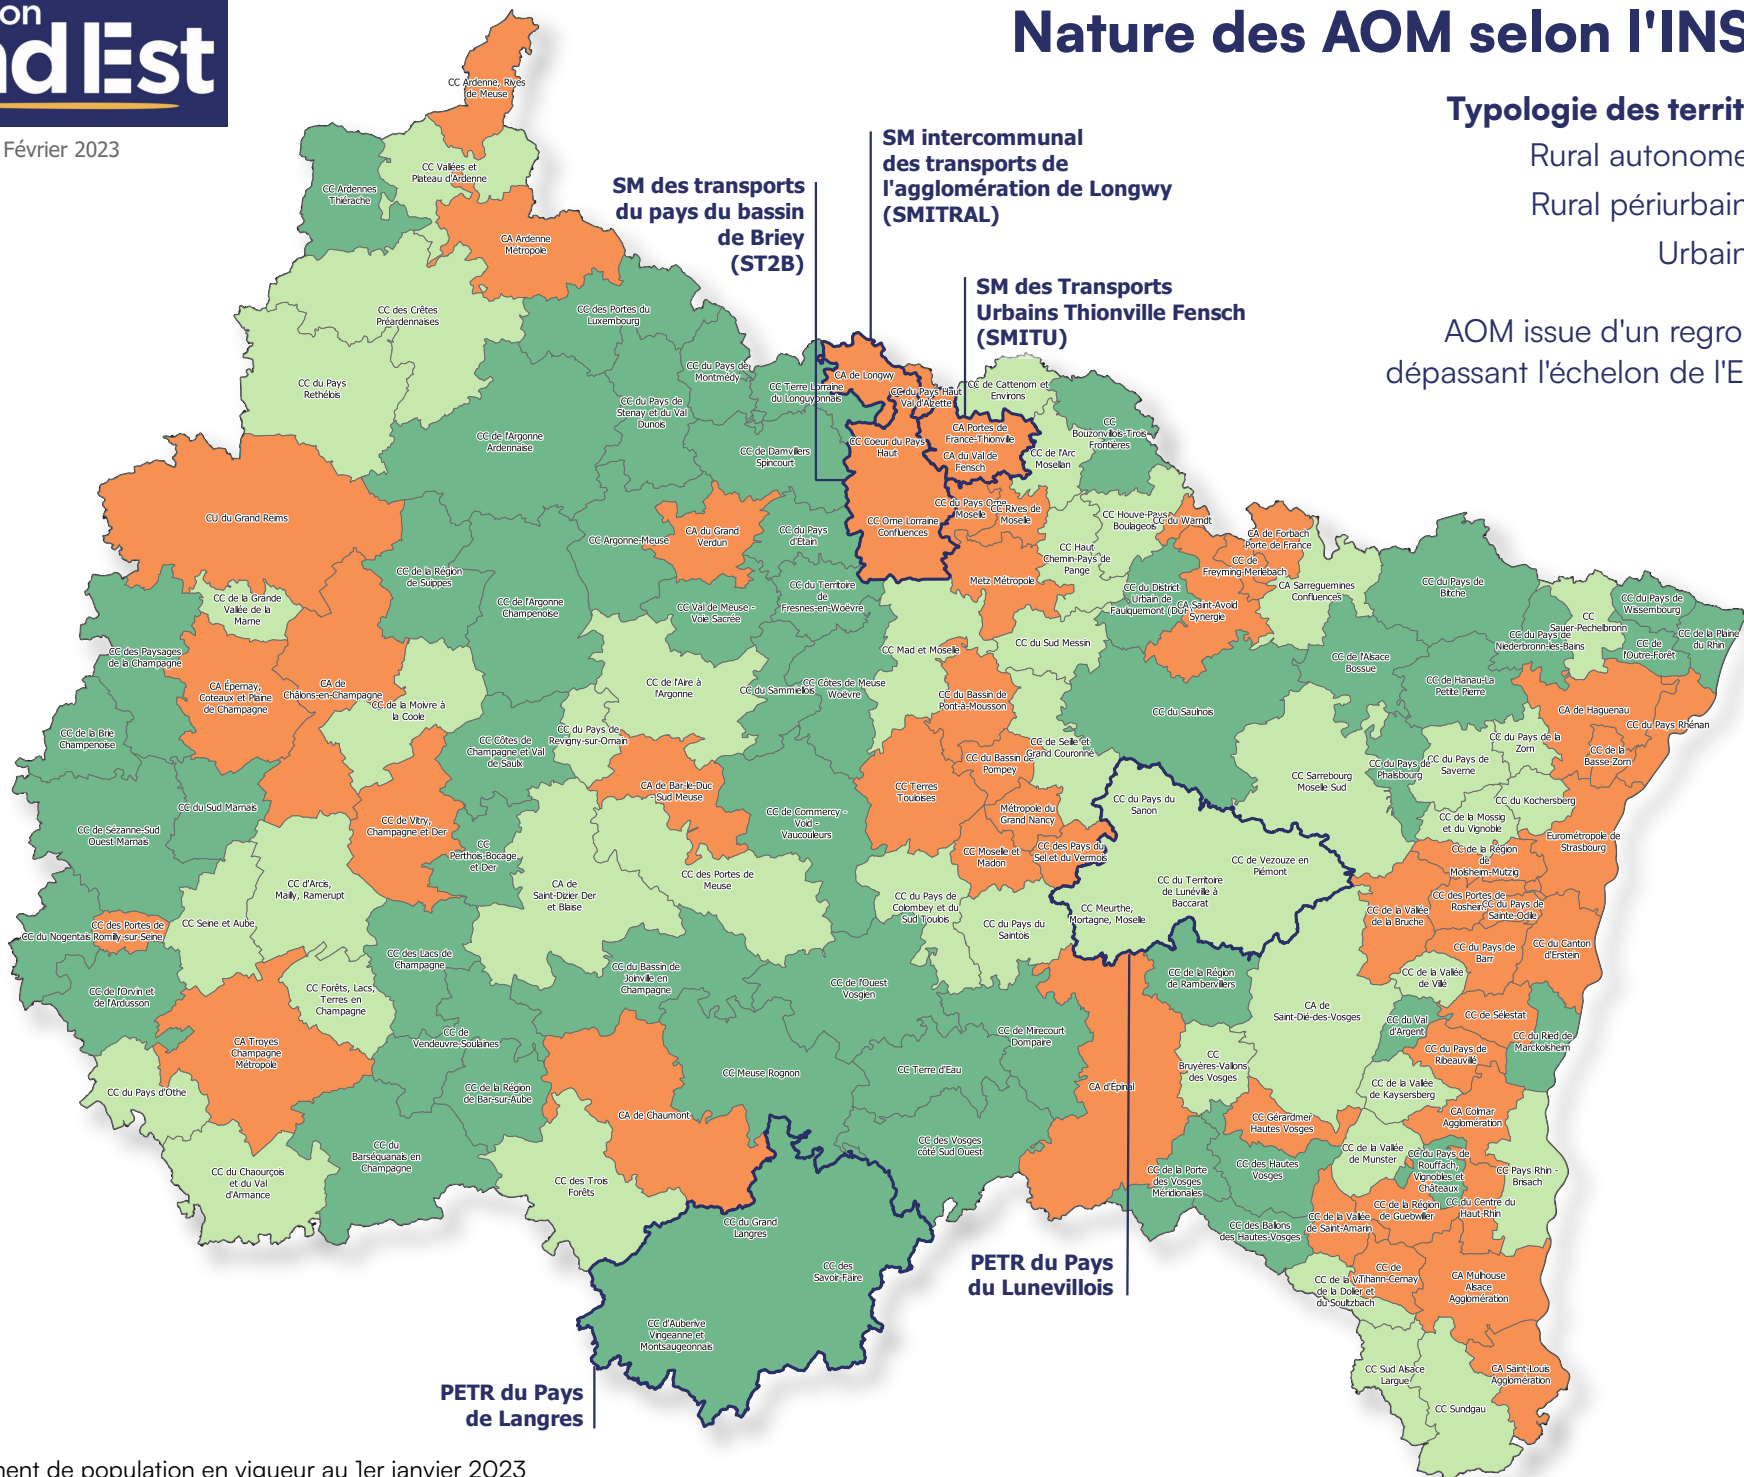 on
nd Est
Février 2023
Nature des AOM selon l'INS
Typologie des territ
Rural autonome
Rural périurbain
Urbain
AOM issue d'un regro
dépassant l'échelon de l'E
SM intercommunal
des transports de
l'agglomération de Longwy
(SMITRAL)
SM des transports
du pays du bassin
de Briey
(ST2B)
SM des Transports
Urbains Thionville Fensch
(SMITU)
CC Ardenne, Rives
de Meuse
CC Vallées et
Plateau d'Ardenne
CC Ardennes
Thiérache
CA Ardenne
Métropole
CC des Crêtes
Préardennaises
CC des Portes du
Luxembourg
CC du Pays
Rethélois
CC du Pays de
Montmédy
CC Terre Lorraine
du Longuyonnais
CA de Longwy
CC du Pays Haut
Val d'Alzette
CC de Cattenom et
Environs
CC du Pays de
Stenay et du Val
Dunois
CC de l'Argonne
Ardennaise
CC de Damvillers
Spincourt
CC Coeur du Pays
Haut
CA Portes de
France-Thionville
CA du Val de
Fensch
CC de l'Arc
Mosellan
CC
Bouzonvillois-Trois-
Frontières
CU du Grand Reims
CC Argonne-Meuse
CA du Grand
Verdun
CC du Pays
d'Étain
CC Orne Lorraine
Confluences
CC du Pays Orne
Moselle
CC Rives de
Moselle
CC Houve-Pays
Boulageois
CC du Warndt
CA de Forbach
Porte de France
CC de
Freyming-Merlebach
CC Haut
Chemin-Pays de
Pange
Metz Métropole
CC du District
Urbain de
Faulquemont (DUF)
CA Saint-Avold
Synergie
CA Sarreguemines
Confluences
CC du Pays de
Bitche
CC
Sauer-Pechelbronn
CC du Pays de
Wissembourg
CC du Pays de
Niederbronn-les-Bains
CC de
l'Outre-Forêt
CC de la Plaine
du Rhin
CC de la Région
de Suippes
CC de l'Argonne
Champenoise
CC de la Grande
Vallée de la
Marne
CC du Territoire
de
Fresnes-en-Woëvre
CC Val de Meuse -
Voie Sacrée
CC des Paysages
de la Champagne
CC Mad et Moselle
CC du Sud Messin
CC de l'Alsace
Bossue
CC de Hanau-La
Petite Pierre
CA Épernay,
Coteaux et Plaine
de Champagne
CA de
Châlons-en-Champagne
CC de la Moivre à
la Coole
CC de l'Aire à
l'Argonne
CC du Sammiellois
CC Côtes de Meuse
Woëvre
CC du Bassin de
Pont-à-Mousson
CC du Saulnois
CA de Haguenau
CC du Pays Rhénan
CC de la Brie
Champenoise
CC Côtes de
Champagne et Val
de Saulx
CC du Pays de
Revigny-sur-Ornain
CC de Seille et
Grand Couronné
CC du Bassin de
Pompey
CC du Pays de la
Zorn
CC de la
Basse-Zorn
CC du Pays de
Phalsbourg
CC du Pays de
Saverne
CC Sarrebourg
Moselle Sud
CA de Bar-le-Duc
- Sud Meuse
CC Terres
Touloises
CC du Pays du
Sanon
CC du Kochersberg
CC du Sud Marnais
CC de Commercy -
Void -
Vaucouleurs
Métropole du
Grand Nancy
CC de la Mossig
et du Vignoble
CC de Sézanne-Sud
Ouest Marnais
CC de Vitry,
Champagne et Der
CC
Perthois-Bocage
et Der
CC Moselle et
Madon
CC des Pays du
Sel et du Vermois
CC de Vezouze en
Piémont
Eurométropole de
Strasbourg
CC de la Région
de
Molsheim-Mutzig
CC d'Arcis,
Mailly, Ramerupt
CA de
Saint-Dizier Der
et Blaise
CC des Portes de
Meuse
CC du Territoire
de Lunéville à
Baccarat
CC des Portes de
Rosheim
CC du Pays de
Sainte-Odile
CC du Nogentais
CC des Portes de
Romilly-sur-Seine
CC Seine et Aube
CC du Pays de
Colombey et du
Sud Toulois
CC du Pays du
Saintois
CC Meurthe,
Mortagne, Moselle
CC de la Vallée
de la Bruche
CC du Pays de
Barr
CC du Canton
d'Erstein
CC des Lacs de
Champagne
CC du Bassin de
Joinville en
Champagne
CC de l'Ouest
Vosgien
CC de la Région
de Rambervillers
CC de la Vallée
de Villé
CC de l'Orvin et
de l'Ardusson
CC Forêts, Lacs,
Terres en
Champagne
CA de
Saint-Dié-des-Vosges
CC du Val
d'Argent
CC de Sélestat
CC du Ried de
Marckolsheim
CA Troyes
Champagne
Métropole
CC de
Vendeuvre-Soulaines
CC de Mirecourt
Dompaire
CC
Bruyères-Vallons
des Vosges
CC du Pays de
Ribeauvillé
CC du Pays d'Othe
CC de la Région
de Bar-sur-Aube
CC Meuse Rognon
CC Terre d'Eau
CA d'Épinal
CC de la Vallée
de Kaysersberg
CA de Chaumont
CC Gérardmer
Hautes Vosges
CA Colmar
Agglomération
CC du
Barséquanais en
Champagne
CC des Vosges
côté Sud Ouest
CC de la Vallée
de Munster
CC du Pays de
Rouffach,
Vignobles et
Châteaux
CC du Chaourçois
et du Val
d'Armance
CC des Trois
Forêts
CC de la Porte
des Vosges
Méridionales
CC des Hautes
Vosges
CC Pays Rhin -
Brisach
CC du Grand
Langres
CC des Ballons
des Hautes-Vosges
CC de la Vallée
de Saint-Amarin
CC de la Région
de Guebwiller
CC du Centre du
Haut-Rhin
CC des
Savoir-Faire
PETR du Pays
du Lunevillois
CC de la V
de la Doller et
du Soultzbach
CC de
Thann-Cernay
CA Mulhouse
Alsace
Agglomération
CC d'Auberive
Vingeanne et
Montsaugeonnais
CC Sud Alsace
Largue
CA Saint-Louis
Agglomération
CC Sundgau
PETR du Pays
de Langres
ment de population en vigueur au 1er janvier 2023